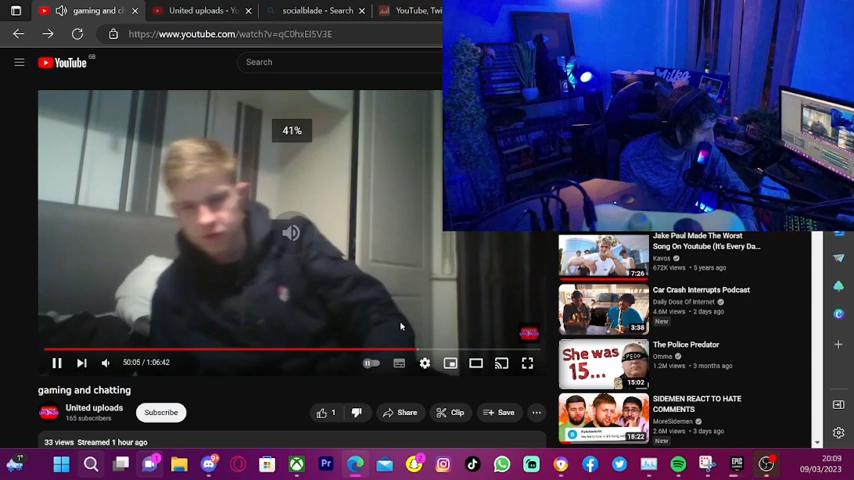 gaming and ch
United uploads - Yo
socialblade - Search
YouTube, Twi
https://www.youtube.com/watch?v=qC0hxEI5V3E
YouTube GB
Search
Milka
41%
50:05 / 1:06:42
gaming and chatting
United uploads
165 subscribers
Subscribe
1
Share
Clip
Save
33 views Streamed 1 hour ago
Jake Paul Made The Worst
Song On Youtube (It's Every Da...
Kavos
672K views • 5 years ago
7:26
Car Crash Interrupts Podcast
Daily Dose Of Internet
4.6M views • 2 days ago
New
3:38
The Police Predator
Omma
1.2M views • 3 months ago
She was
15...
15:02
SIDEMEN REACT TO HATE
COMMENTS
MoreSidemen
2.6M views • 3 days ago
New
18:22
20:09
09/03/2023